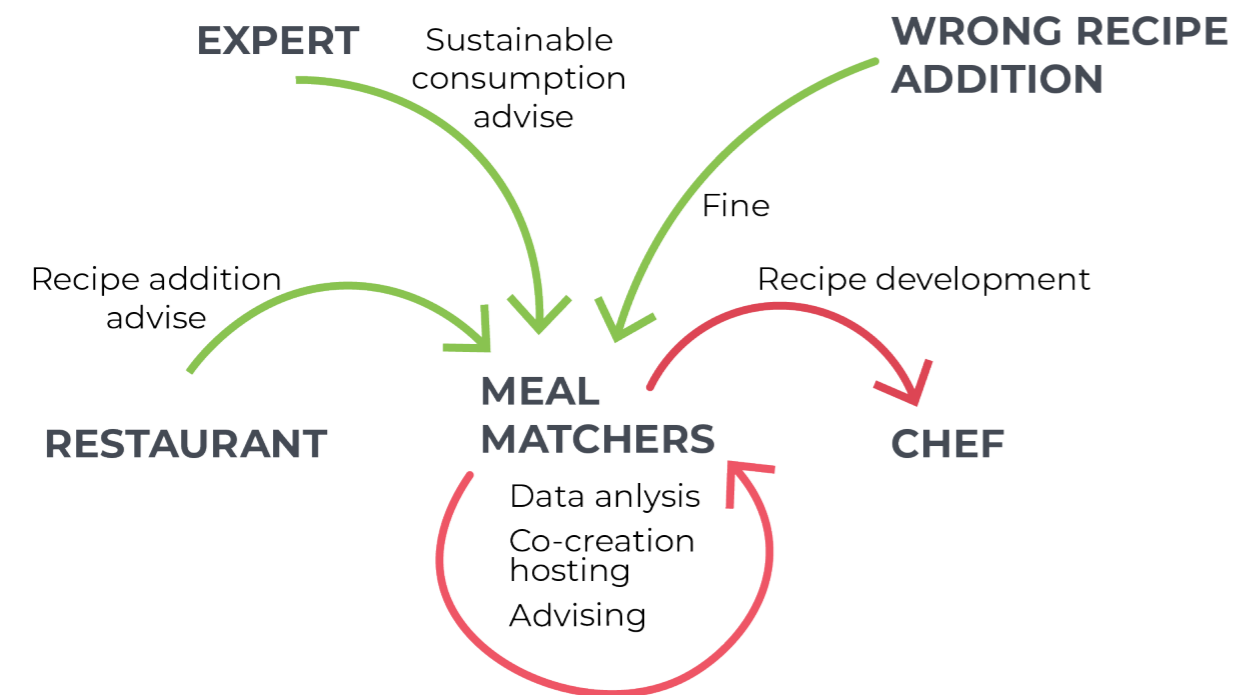 EXPERT
Sustainable
consumption
advise
WRONG RECIPE
ADDITION
Fine
Recipe addition
advise
Recipe development
RESTAURANT
MEAL
MATCHERS
CHEF
Data anlysis
Co-creation
hosting
Advising